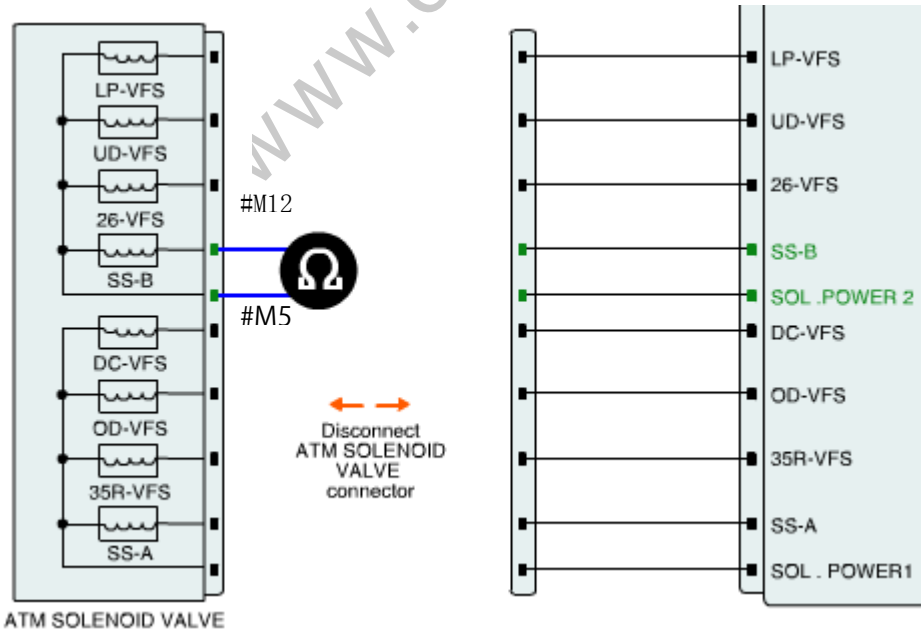 www.
LP-VFS
UD-VFS
26-VFS
SS-B
DC-VFS
OD-VFS
35R-VFS
SS-A
ATM SOLENOID VALVE
#M12
Ω
#M5
Disconnect
ATM SOLENOID
VALVE
connector
LP-VFS
UD-VFS
26-VFS
SS-B
SOL .POWER 2
DC-VFS
OD-VFS
35R-VFS
SS-A
SOL . POWER1